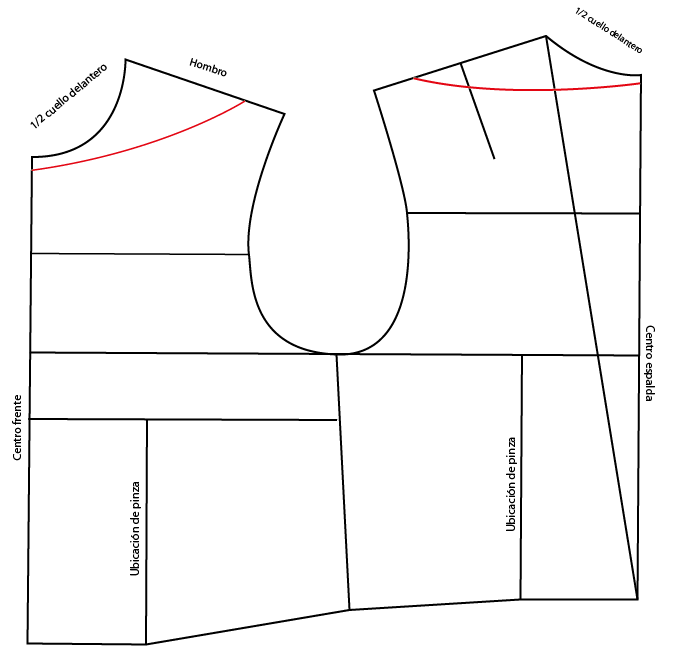 1/2 cuello delantero
Hombro
1/2 cuello delantero
Centro frente
Ubicación de pinza
Ubicación de pinza
Centro espalda